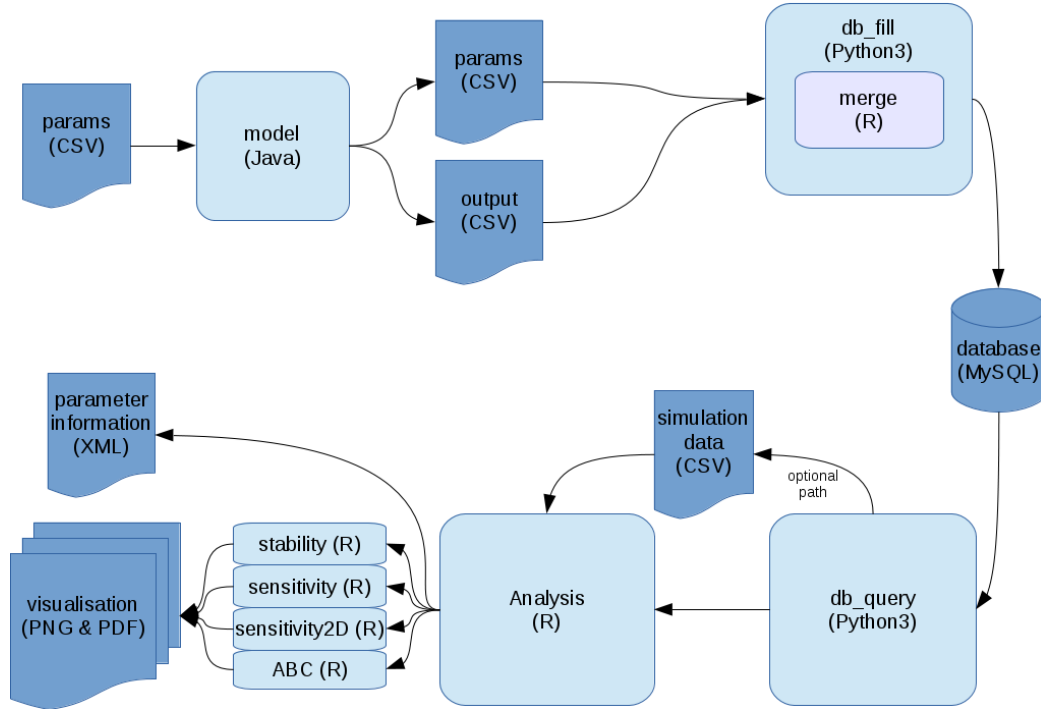 params
(CSV)
model
(Java)
params
(CSV)
output
(CSV)
db_fill
(Python3)
merge
(R)
database
(MySQL)
parameter
information
(XML)
simulation
data
(CSV)
optional
path
stability (R)
sensitivity (R)
sensitivity2D (R)
ABC (R)
visualisation
(PNG & PDF)
Analysis
(R)
db_query
(Python3)